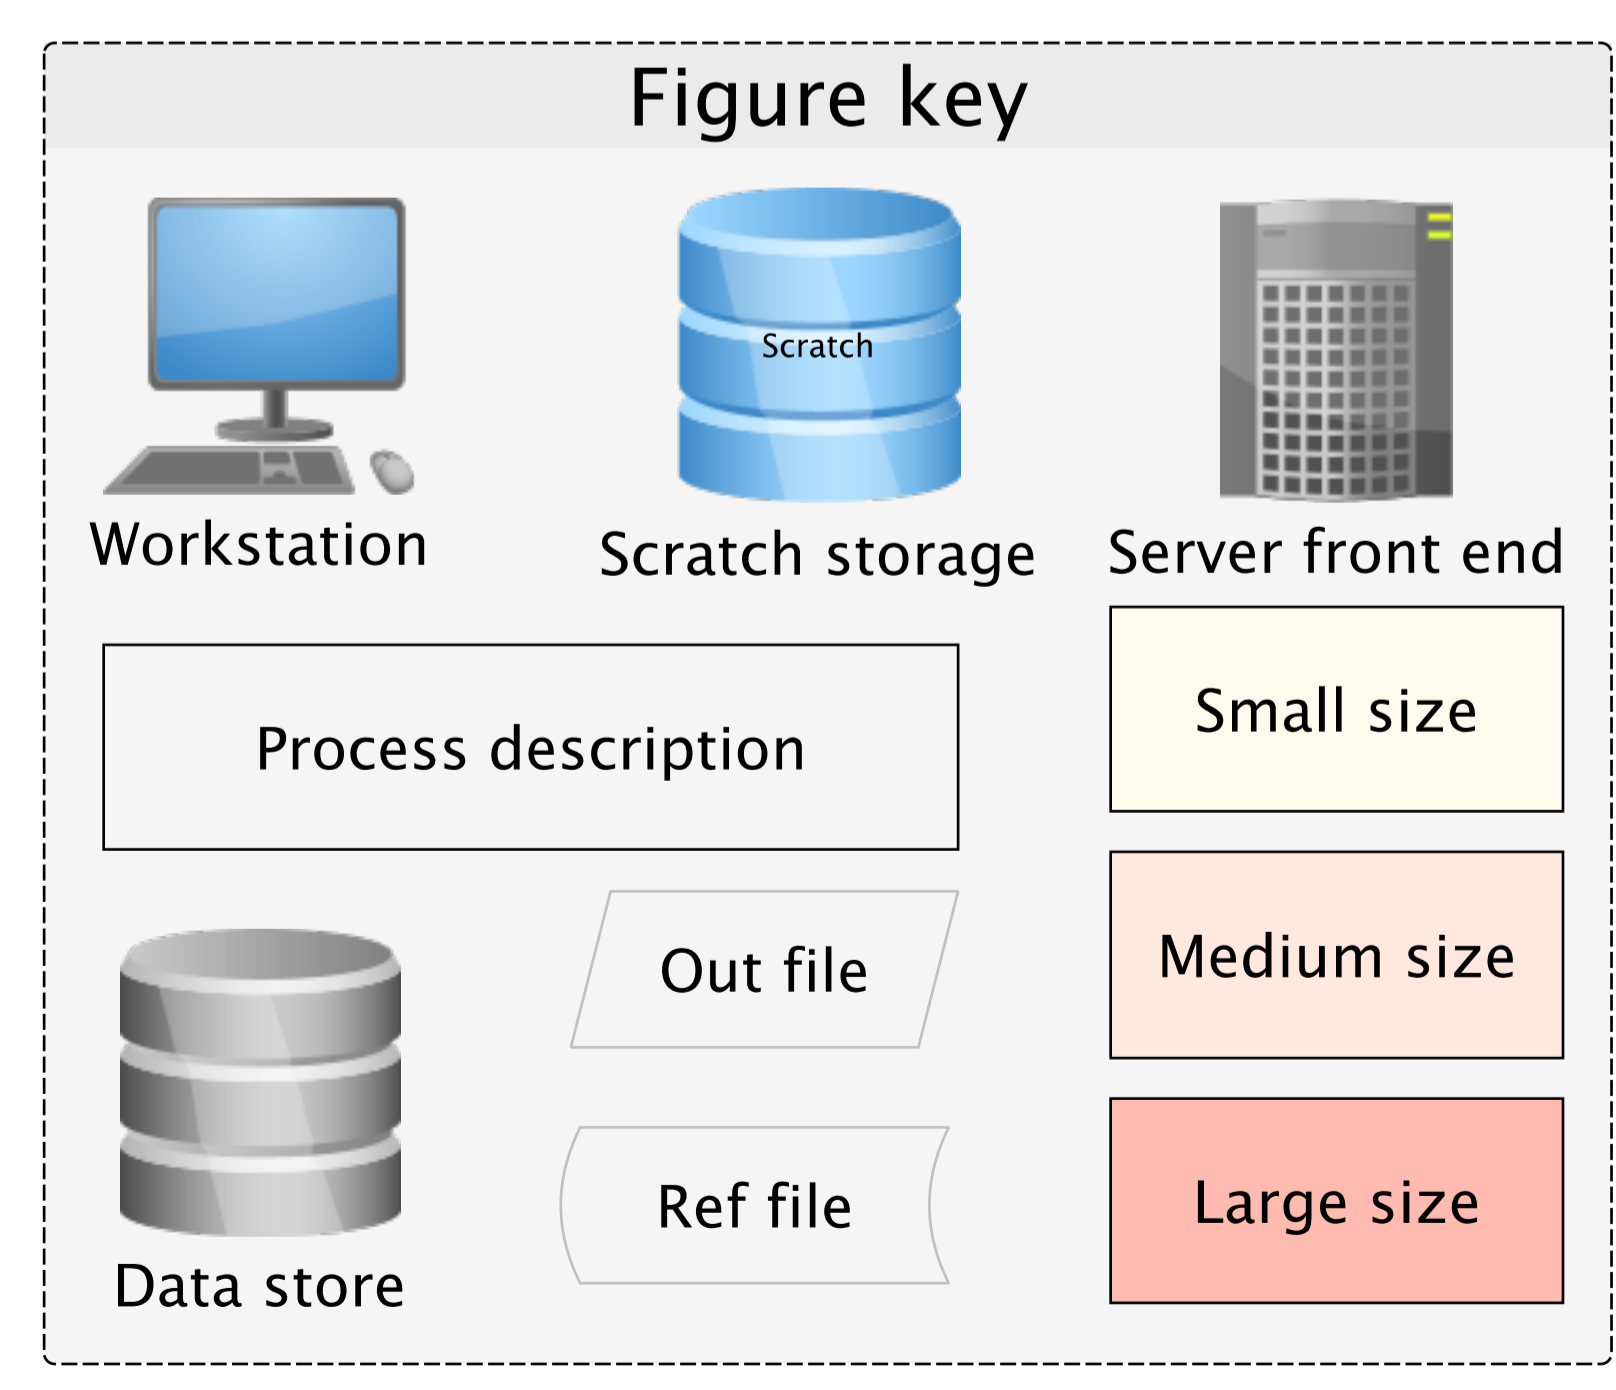 Figure key
Scratch
Workstation
Scratch storage
Server front end
Process description
Small size
Out file
Medium size
Ref file
Large size
Data store